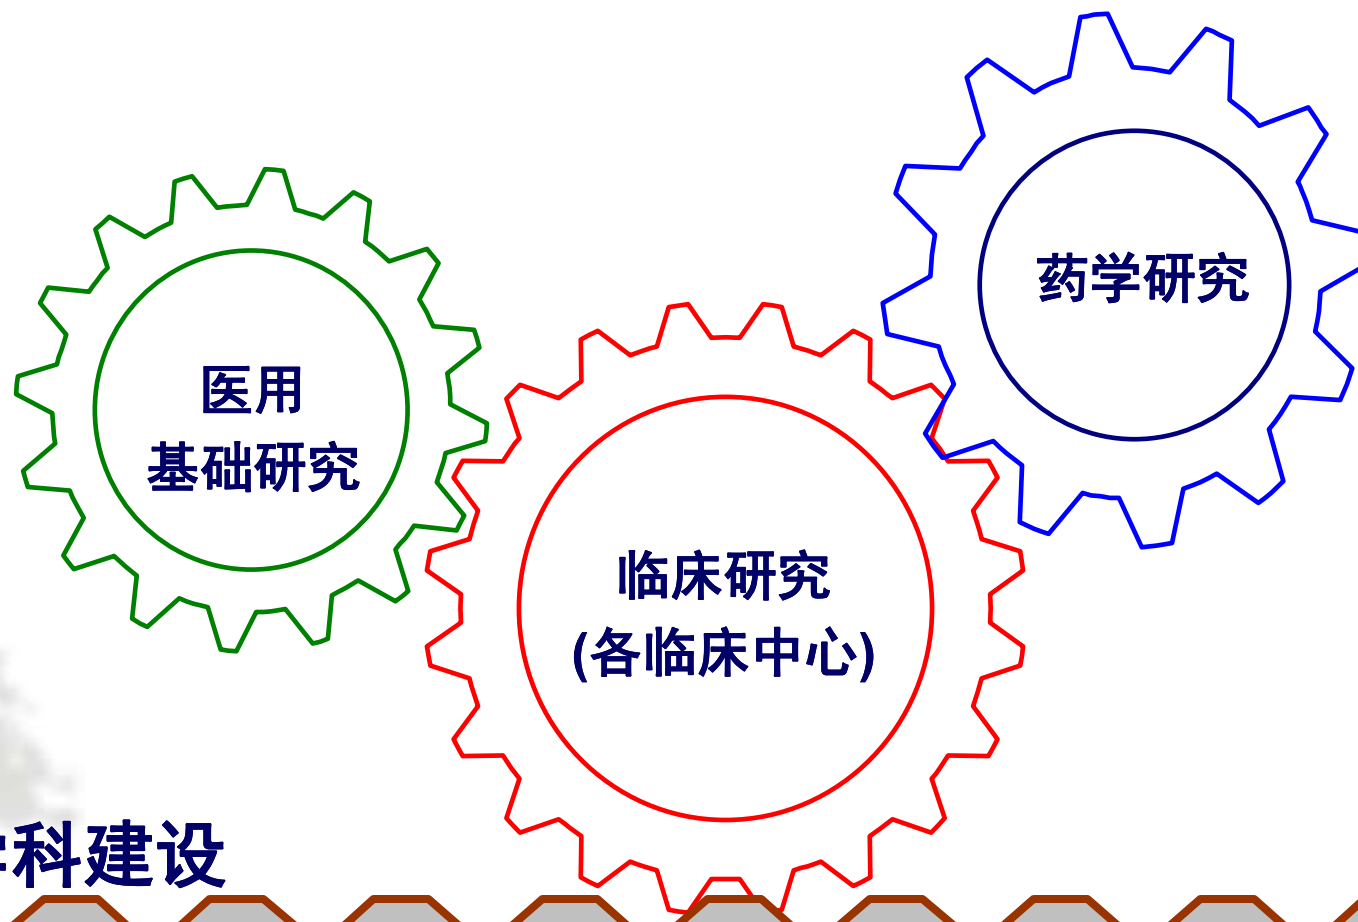 药学研究
医用
基础研究
临床研究
(各临床中心)
科建设